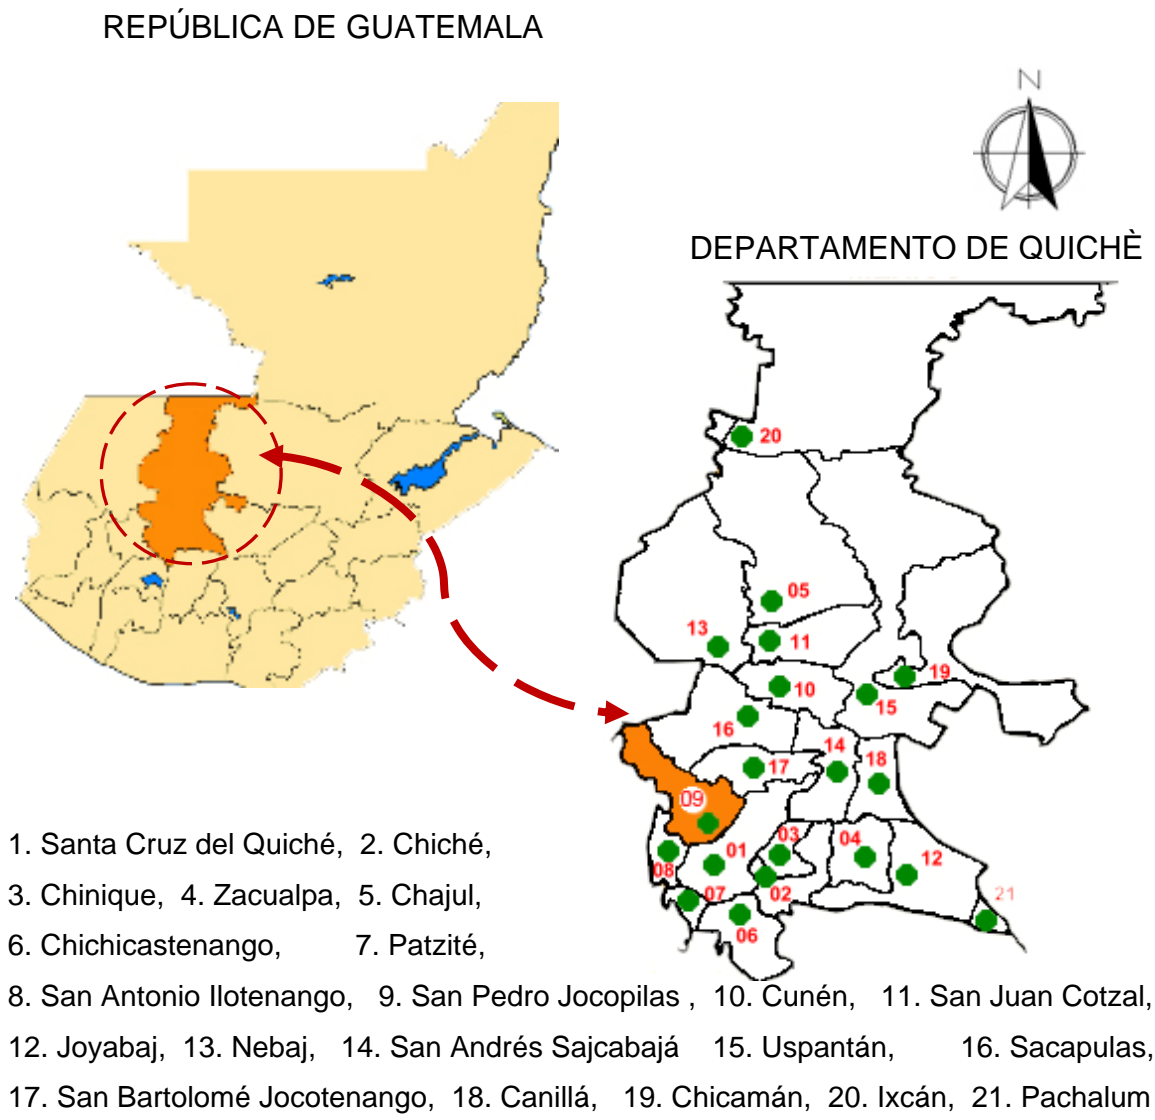 REPÚBLICA DE GUATEMALA
N
DEPARTAMENTO DE QUICHÈ
20
05
13
11
19
10
15
16
14
17
18
09
03
04
01
12
08
02
07
21
06
1. Santa Cruz del Quiché, 2. Chiché,
3. Chinique, 4. Zacualpa, 5. Chajul,
6. Chichicastenango, 7. Patzité,
8. San Antonio Ilotenango, 9. San Pedro Jocopilas , 10. Cunén, 11. San Juan Cotzal,
12. Joyabaj, 13. Nebaj, 14. San Andrés Sajcabajá 15. Uspantán, 16. Sacapulas,
17. San Bartolomé Jocotenango, 18. Canillá, 19. Chicamán, 20. Ixcán, 21. Pachalum